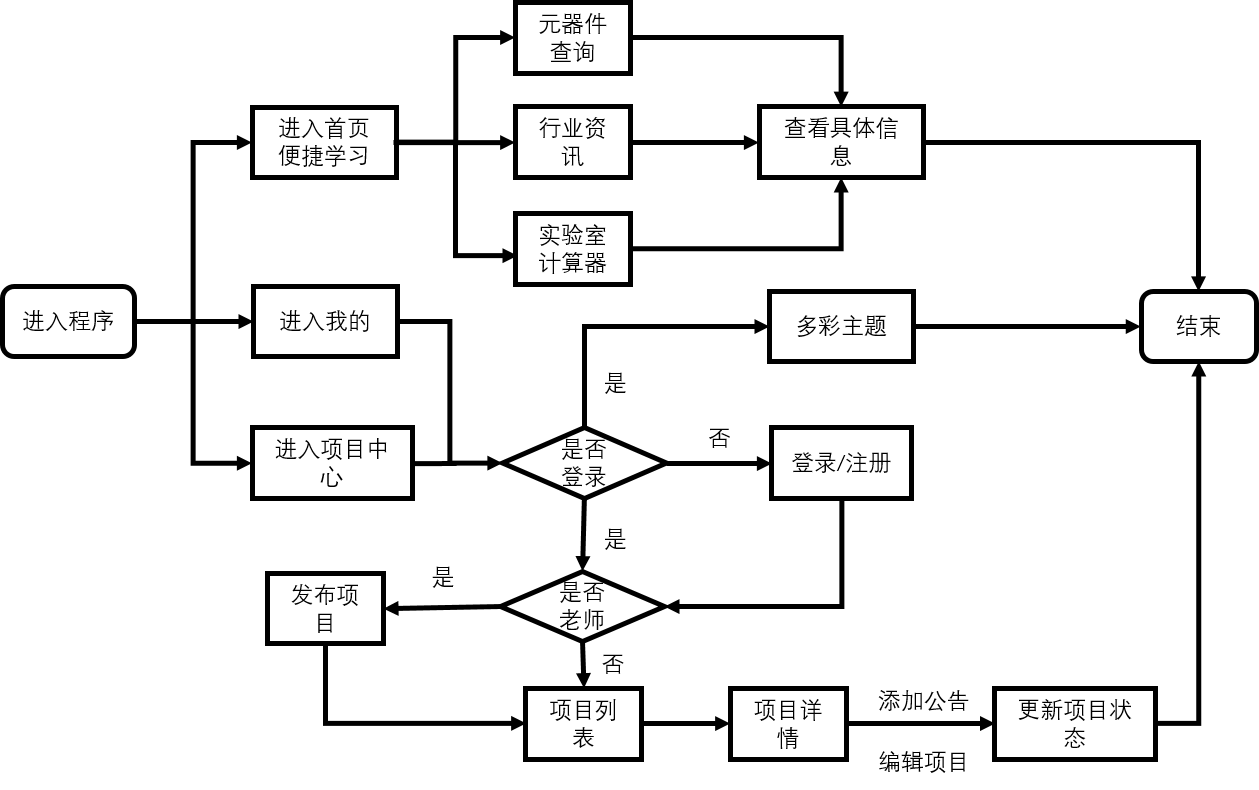 元器件
查询
进入首页
便捷学习
行业资
讯
查看具体信
息
实验室
计算器
进入程序
进入我的
多彩主题
结束
是
进入项目中
心
是否
登录
否
登录/注册
是
发布项
目
是
是否
老师
否
项目列
表
项目详
情
添加公告
编辑项目
更新项目状
态